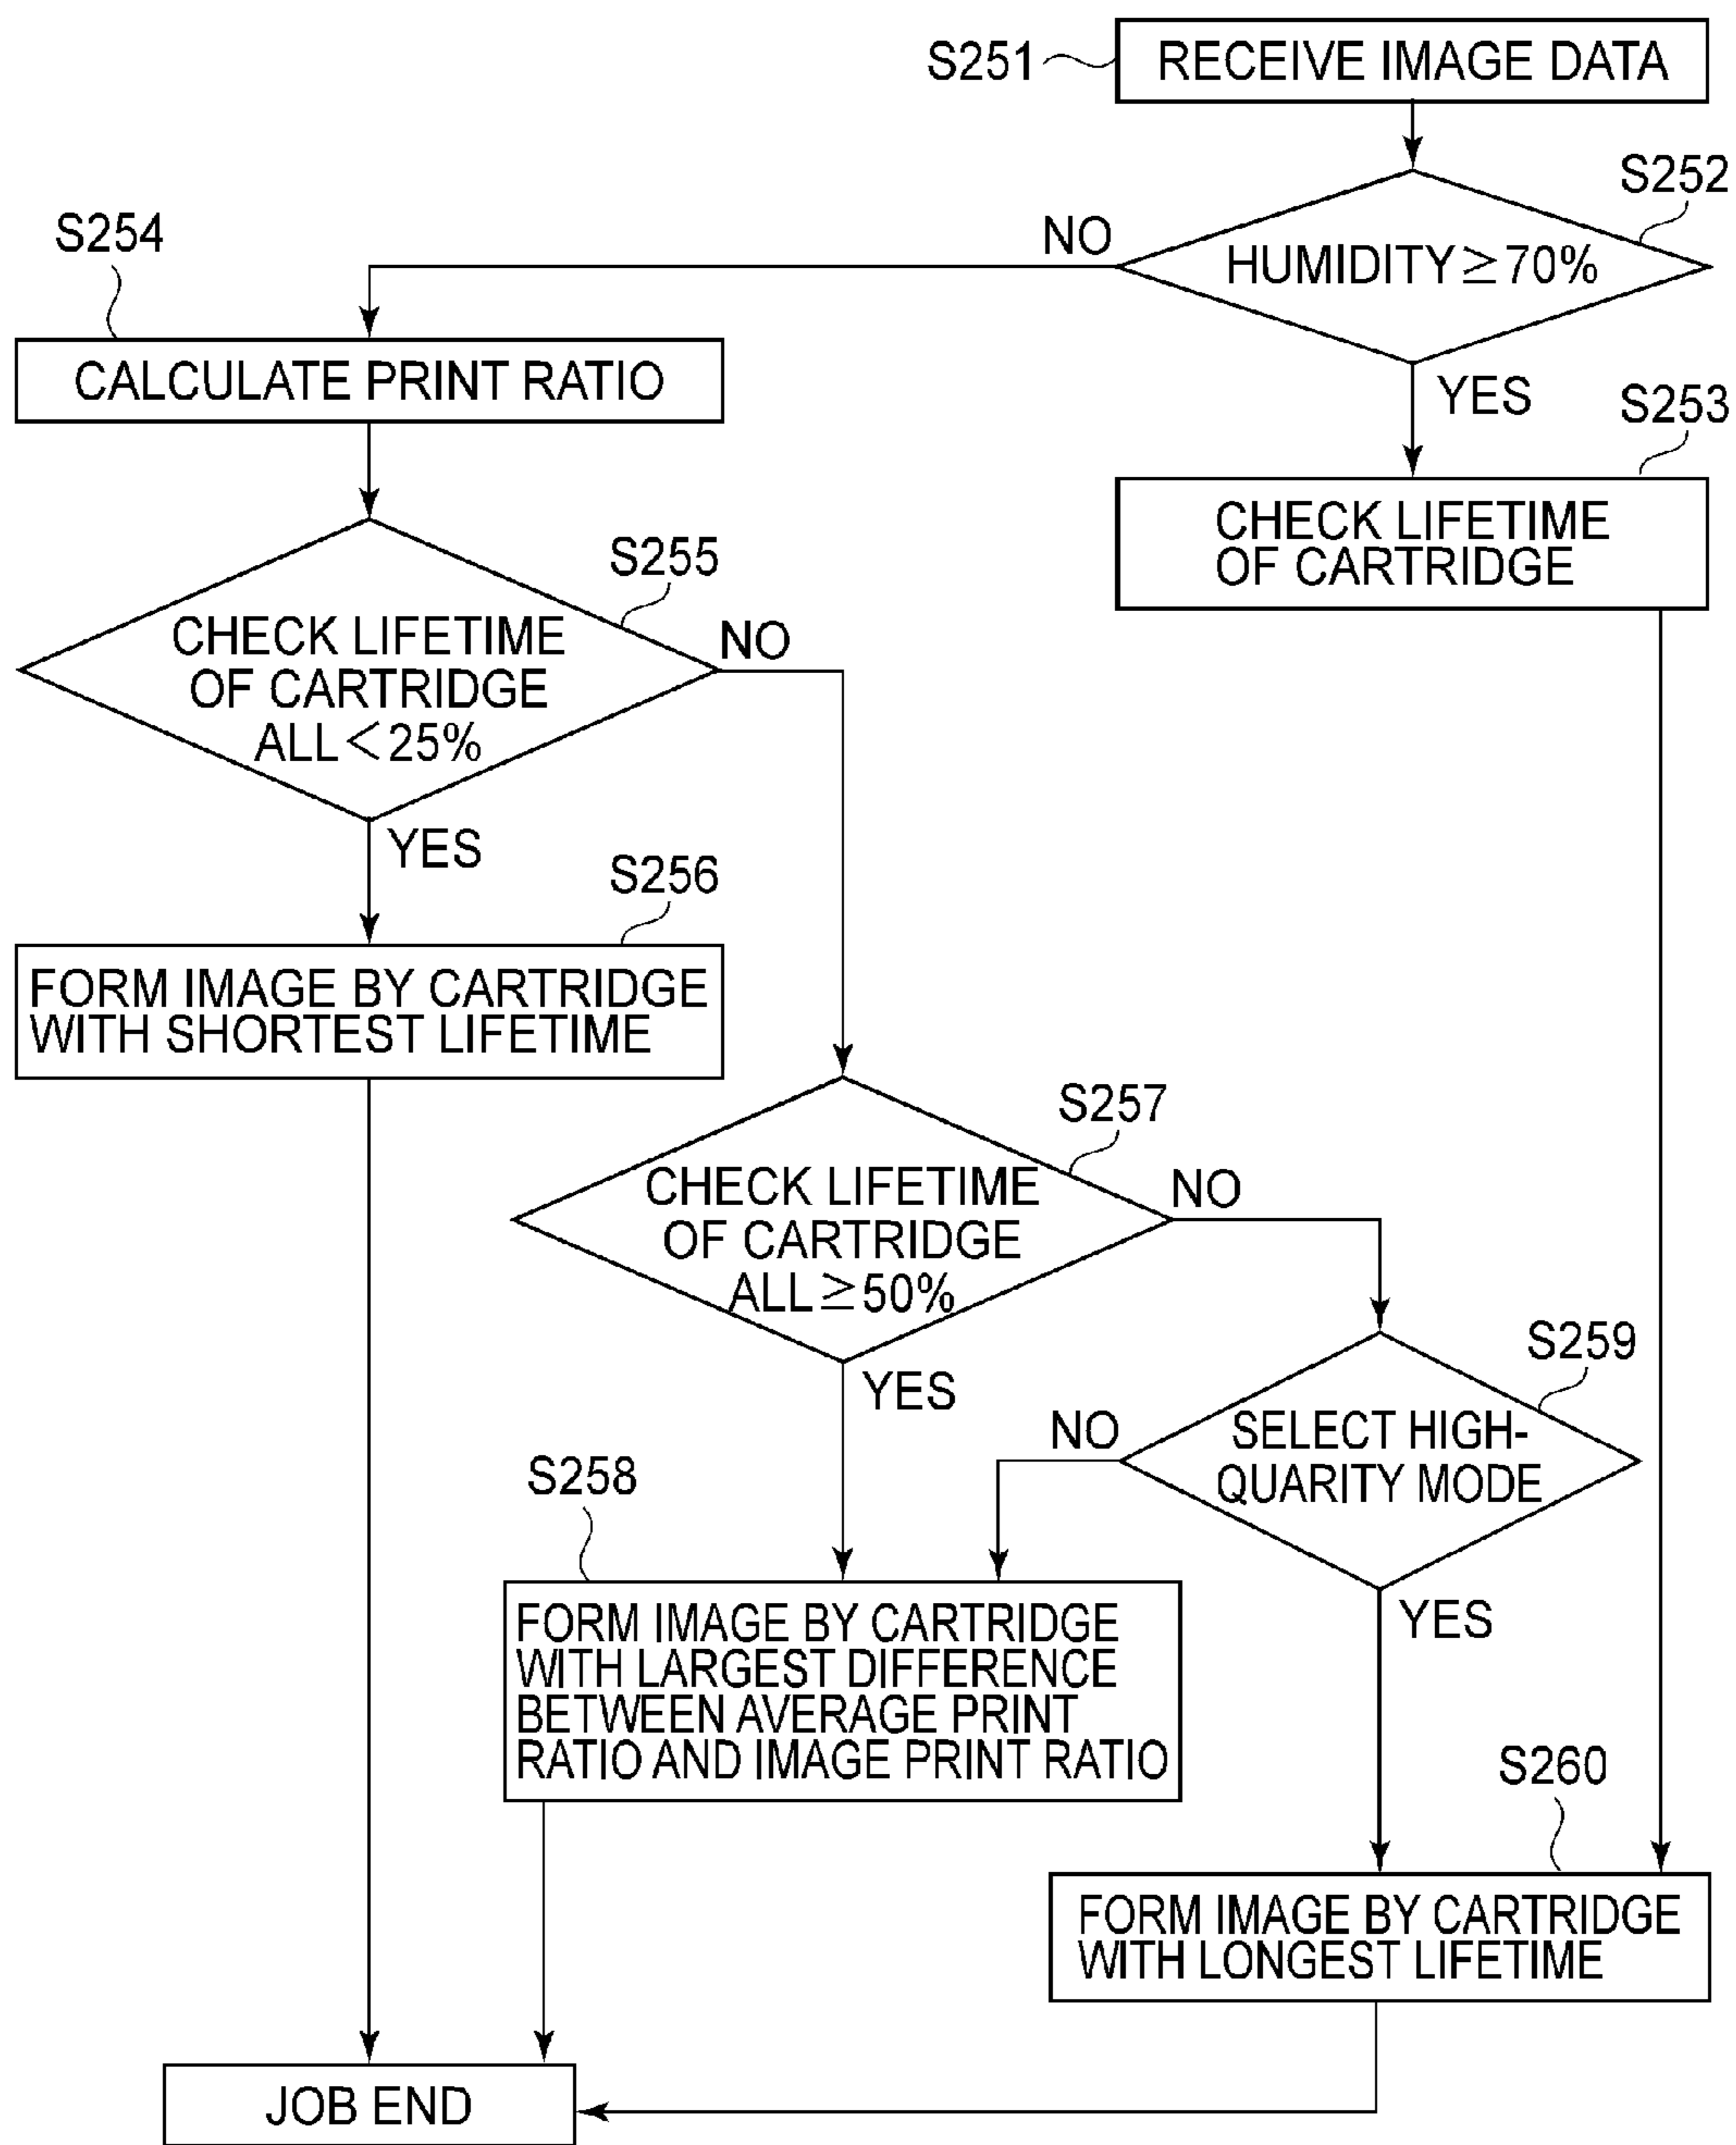 S251
RECEIVE IMAGE DATA
S252
HUMIDITY≧70%
NO
YES
S253
CHECK LIFETIME
OF CARTRIDGE
S254
CALCULATE PRINT RATIO
S255
CHECK LIFETIME
OF CARTRIDGE
ALL<25%
NO
YES
S256
FORM IMAGE BY CARTRIDGE
WITH SHORTEST LIFETIME
S257
CHECK LIFETIME
OF CARTRIDGE
ALL≧50%
NO
YES
S259
SELECT HIGH-
QUARITY MODE
NO
YES
S258
FORM IMAGE BY CARTRIDGE
WITH LARGEST DIFFERENCE
BETWEEN AVERAGE PRINT
RATIO AND IMAGE PRINT RATIO
S260
FORM IMAGE BY CARTRIDGE
WITH LONGEST LIFETIME
JOB END